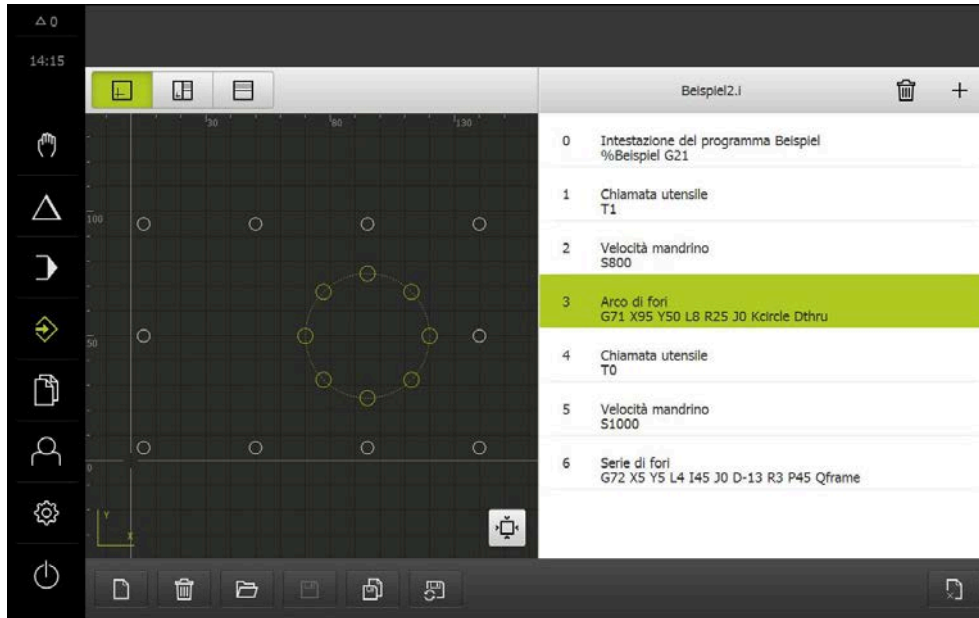 △ 0
14:15
Beispiel2.i
30 80 130
100
50
0
Y
X
0 Intestazione del programma Beispiel
%Beispiel G21
1 Chiamata utensile
T1
2 Velocità mandrino
S800
3 Arco di fori
G71 X95 Y50 L8 R25 J0 Kcircle Dthru
4 Chiamata utensile
T0
5 Velocità mandrino
S1000
6 Serie di fori
G72 X5 Y5 L4 I45 J0 D-13 R3 P45 Qframe